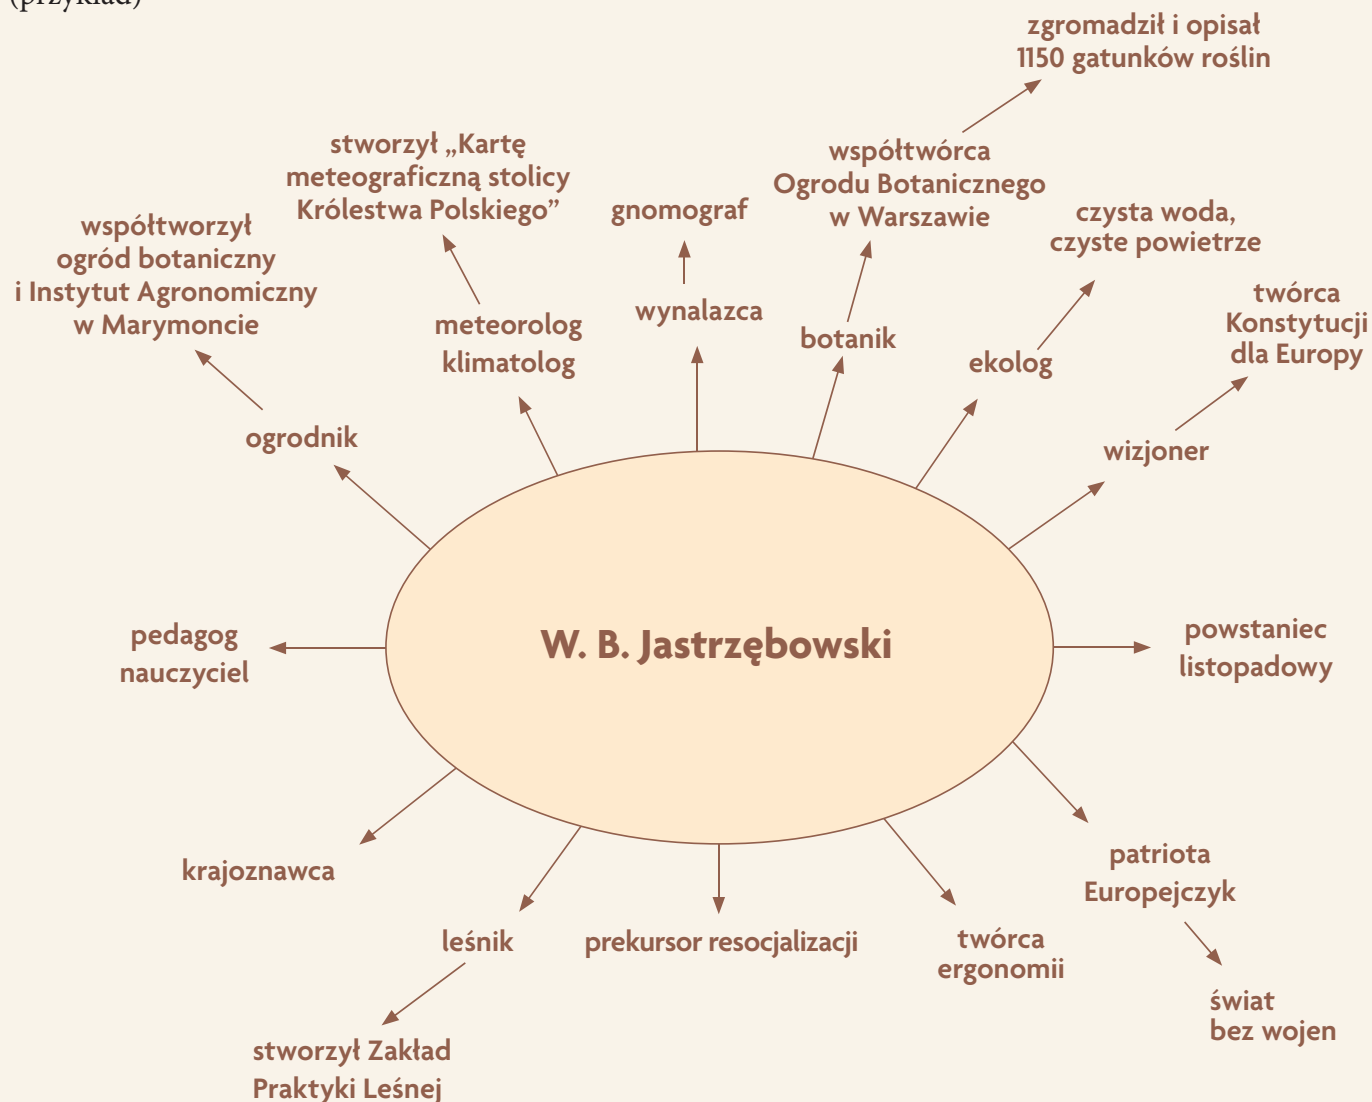 (przykład)
zgromadził i opisał
1150 gatunków roślin
stworzył „Kartę
meteograficzną stolicy
Królestwa Polskiego”
współtwórca
Ogrodu Botanicznego
w Warszawie
gnomograf
czysta woda,
czyste powietrze
współtworzył
ogród botaniczny
i Instytut Agronomiczny
w Marymoncie
twórca
Konstytucji
dla Europy
meteorolog
klimatolog
wynalazca
botanik
ekolog
ogrodnik
wizjoner
pedagog
nauczyciel
W. B. Jastrzębowski
powstaniec
listopadowy
krajoznawca
patriota
Europejczyk
leśnik
prekursor resocjalizacji
twórca
ergonomii
świat
bez wojen
stworzył Zakład
Praktyki Leśnej